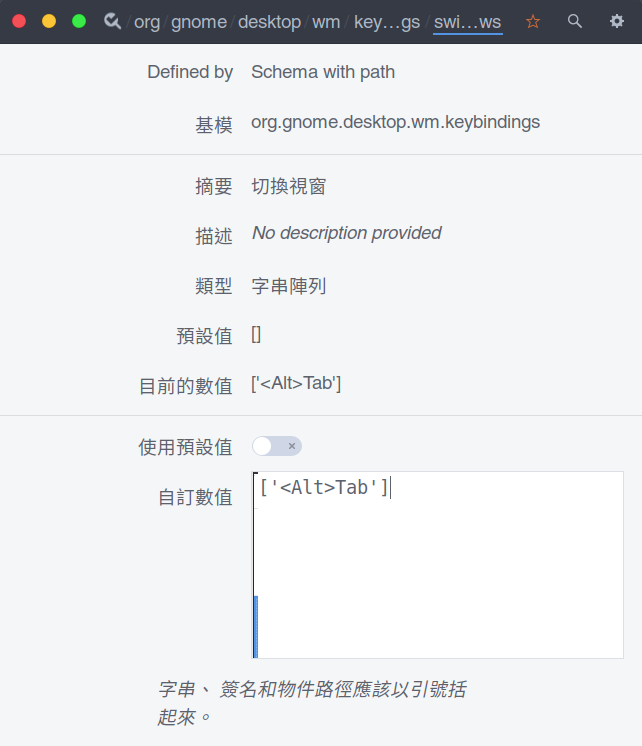 / org / gnome / desktop / wm / key…gs / swi…ws
Defined by Schema with path
基模 org.gnome.desktop.wm.keybindings
摘要 切換視窗
描述 No description provided
類型 字串陣列
預設值 []
目前的數值 ['<Alt>Tab']
使用預設值
自訂數值 ['<Alt>Tab']
字串、簽名和物件路徑應該以引號括
起來。